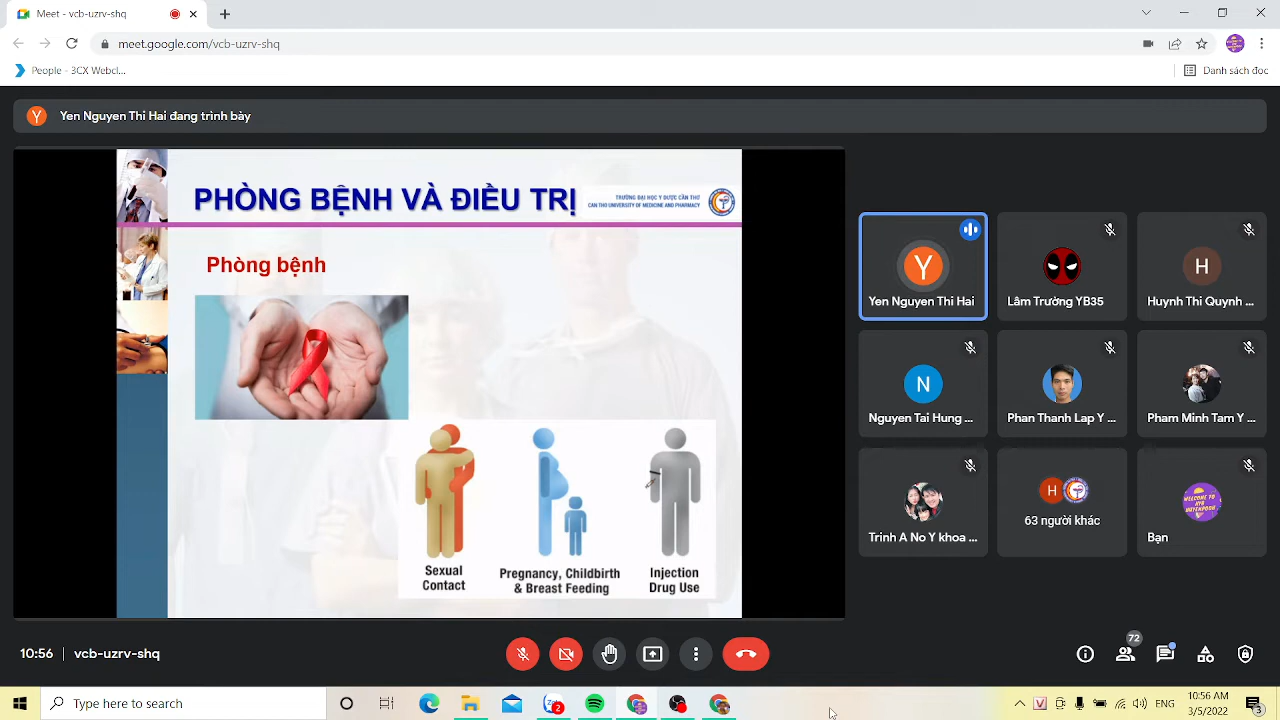 Meet - vcb-uzrv-shq
meet.google.com/vcb-uzrv-shq
People - 3CX Webcl...
Danh sách đọc
Y
Yen Nguyen Thi Hai đang trình bày
PHÒNG BỆNH VÀ ĐIỀU TRỊ
TRƯỜNG ĐẠI HỌC Y DƯỢC CẦN THƠ
CAN THO UNIVERSITY OF MEDICINE AND PHARMACY
Phòng bệnh
Sexual
Contact
Pregnancy, Childbirth
& Breast Feeding
Injection
Drug Use
Y
Yen Nguyen Thi Hai
Lâm Trương YB35
H
Huynh Thi Quynh ...
N
Nguyen Tai Hung ...
Phan Thanh Lap Y ...
Pham Minh Tam Y ...
Trinh A No Y khoa ...
H
63 người khác
WELCOME TO
Bạn
10:56
vcb-uzrv-shq
72
Type here to search
2
V
ENG
10:56 AM